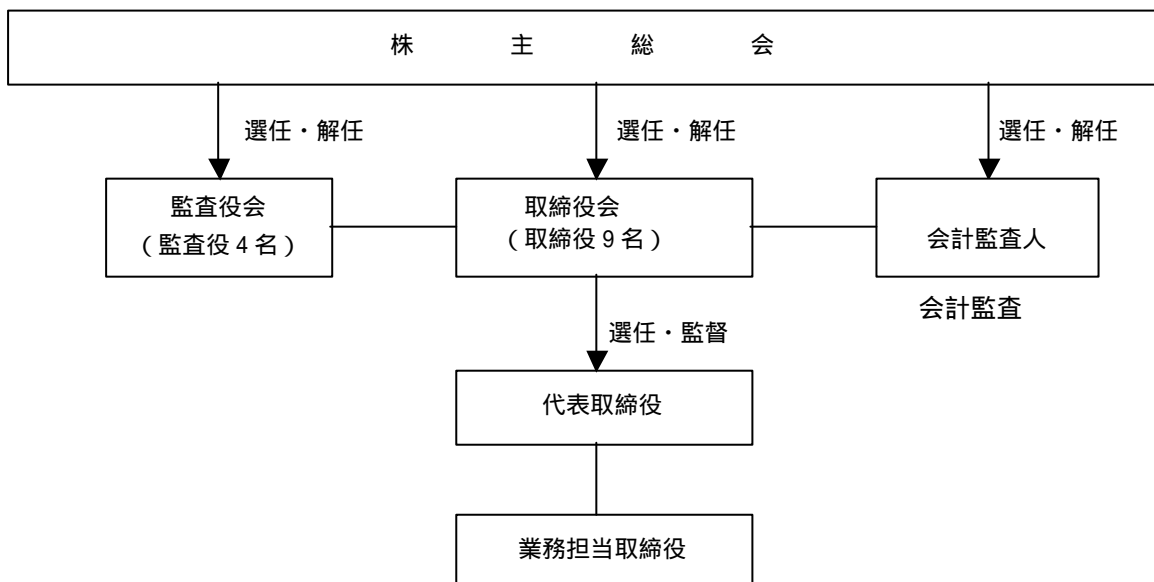 株主総会
選任・解任
選任・解任
選任・解任
監査役会
（監査役4名）
取締役会
（取締役9名）
会計監査人
会計監査
選任・監督
代表取締役
業務担当取締役